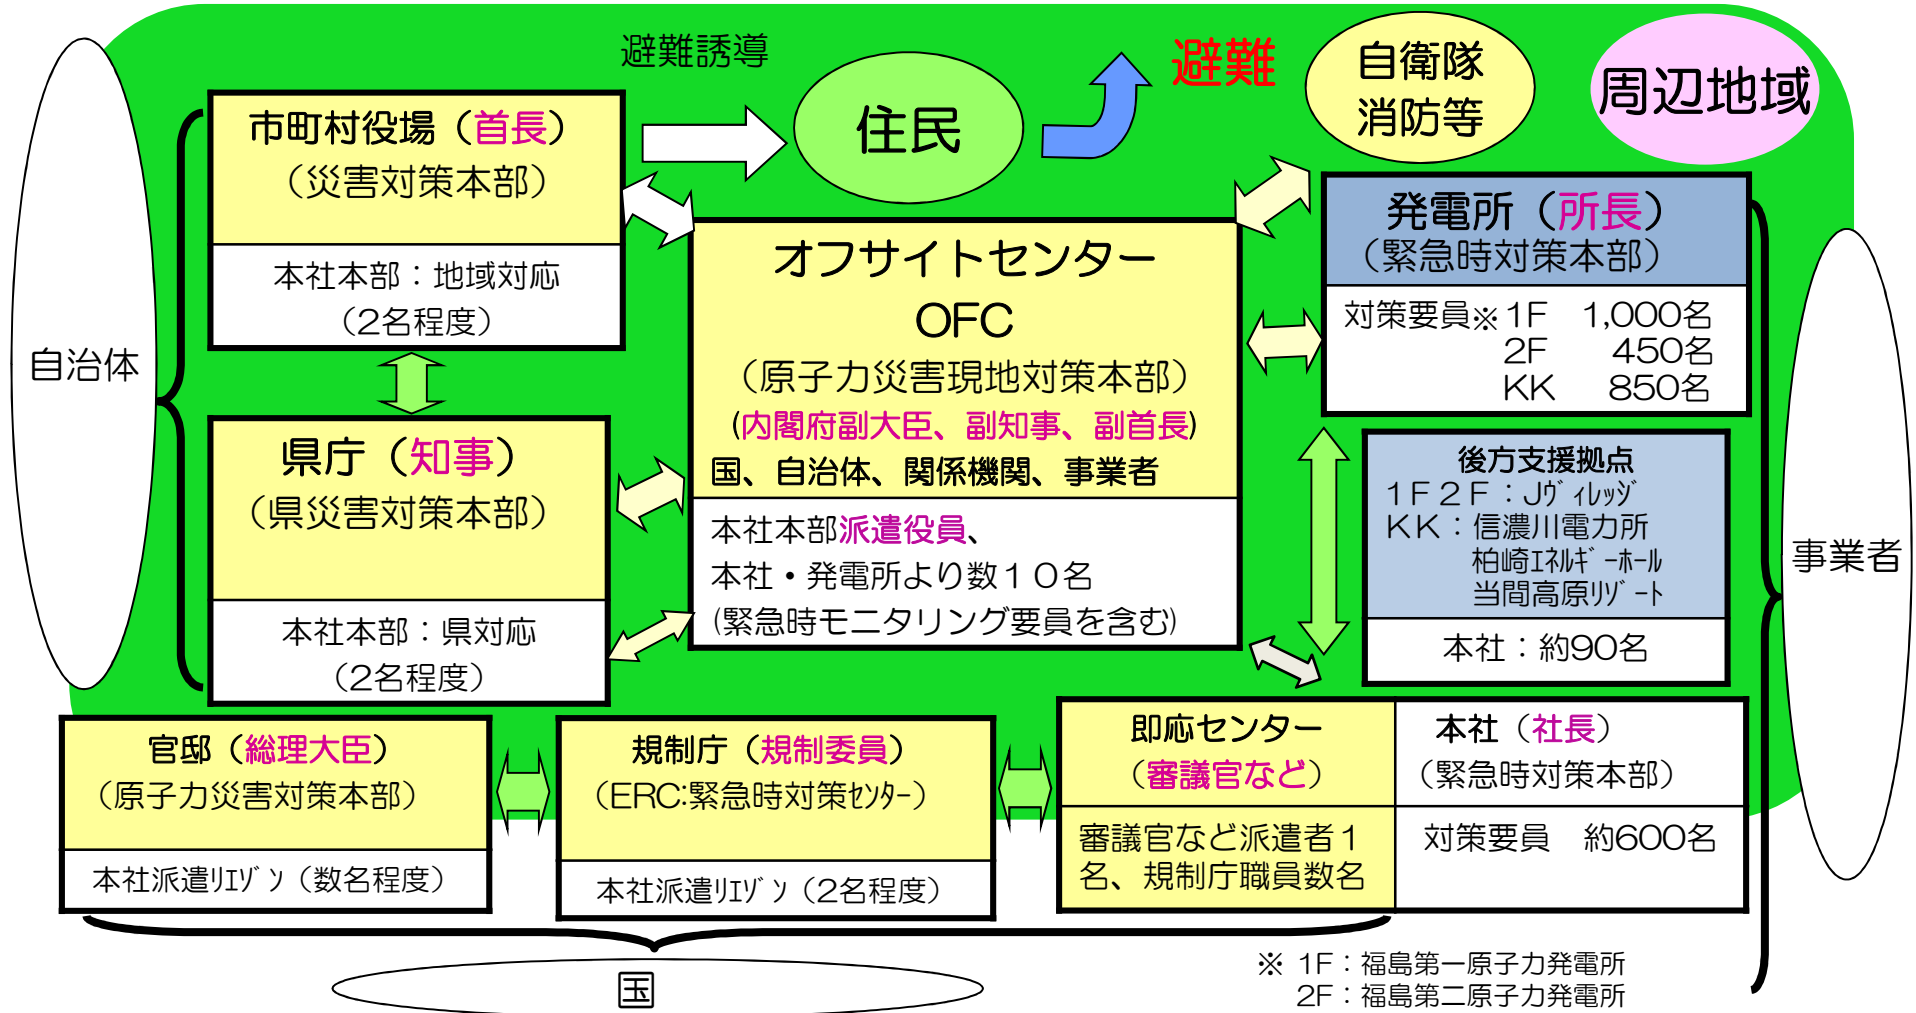 避難誘導
避難
自衛隊
消防等
周辺地域
住民
市町村役場（首長）
（災害対策本部）
本社本部：地域対応
（2名程度）
自治体
県庁（知事）
（県災害対策本部）
本社本部：県対応
（2名程度）
オフサイトセンター
OFC
（原子力災害現地対策本部）
(内閣府副大臣、副知事、副首長)
国、自治体、関係機関、事業者
本社本部派遣役員、
本社・発電所より数１０名
(緊急時モニタリング要員を含む)
発電所（所長）
（緊急時対策本部）
対策要員※1F 1,000名
2F 450名
KK 850名
後方支援拠点
１Ｆ２Ｆ：Ｊｳﾞｨﾚｯｼﾞ
ＫＫ：信濃川電力所
柏崎ｴﾈﾙｷﾞｰﾎｰﾙ
当間高原ﾘｿﾞｰﾄ
本社：約90名
事業者
官邸（総理大臣）
（原子力災害対策本部）
本社派遣ﾘｴｿﾞﾝ（数名程度）
規制庁（規制委員）
（ERC:緊急時対策ｾﾝﾀｰ）
本社派遣ﾘｴｿﾞﾝ（2名程度）
即応センター
（審議官など）
審議官など派遣者１
名、規制庁職員数名
本社（社長）
（緊急時対策本部）
対策要員 約600名
国
※ 1F：福島第一原子力発電所
2F：福島第二原子力発電所